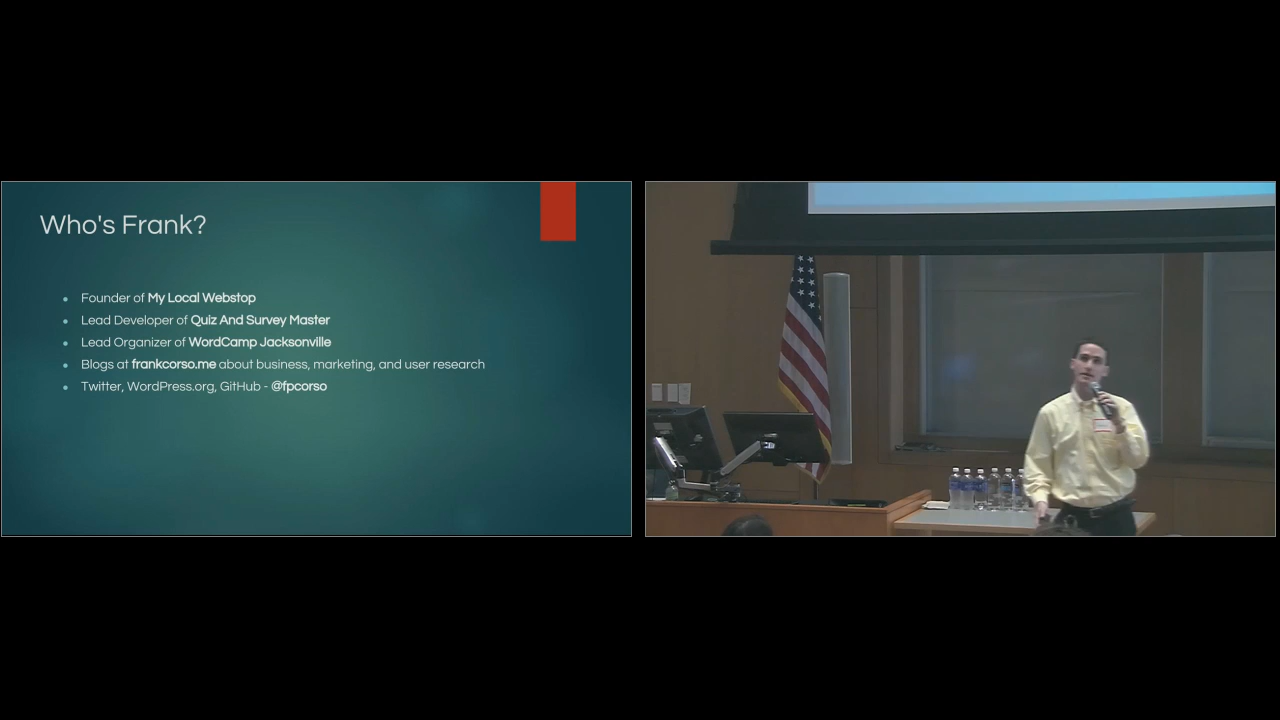 Who's Frank?
Founder of My Local Webstop
Lead Developer of Quiz And Survey Master
Lead Organizer of WordCamp Jacksonville
Blogs at frankcorso.me about business, marketing, and user research
Twitter, WordPress.org, GitHub - @fpcorso